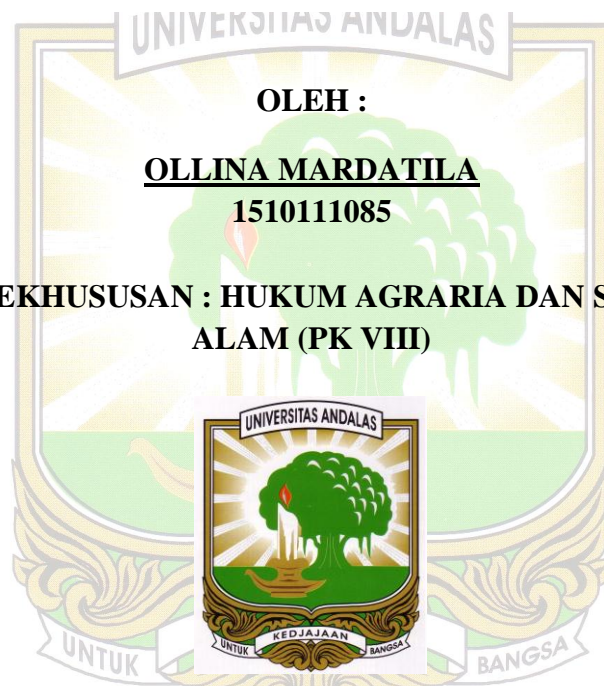 UNIVERSITAS ANDALAS
OLEH :
OLLINA MARDATILA
1510111085
EKHUSUSAN : HUKUM AGRARIA DAN S
ALAM (PK VIII)
UNIVERSITAS ANDALAS
UNTUK KEDJAJAAN BANGSA
UNTUK BANGSA